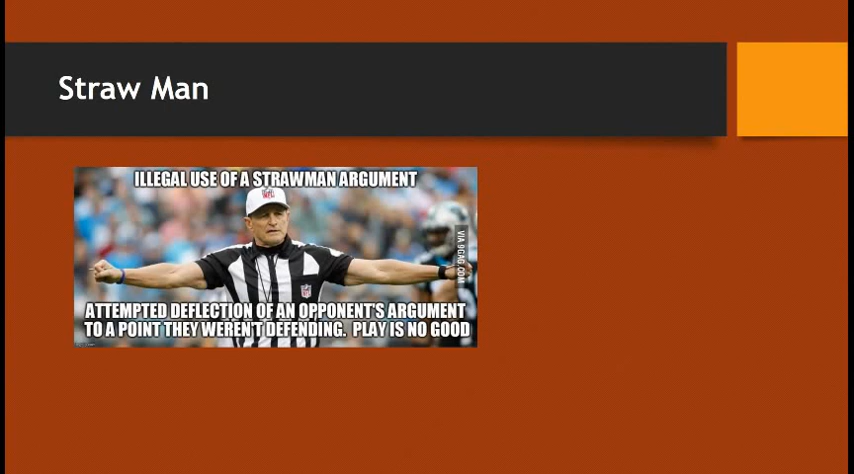 Straw Man
ILLEGAL USE OF A STRAWMAN ARGUMENT
NFL
VIA 9GAG.COM
ATTEMPTED DEFLECTION OF AN OPPONENT'S ARGUMENT
TO A POINT THEY WEREN'T DEFENDING. PLAY IS NO GOOD